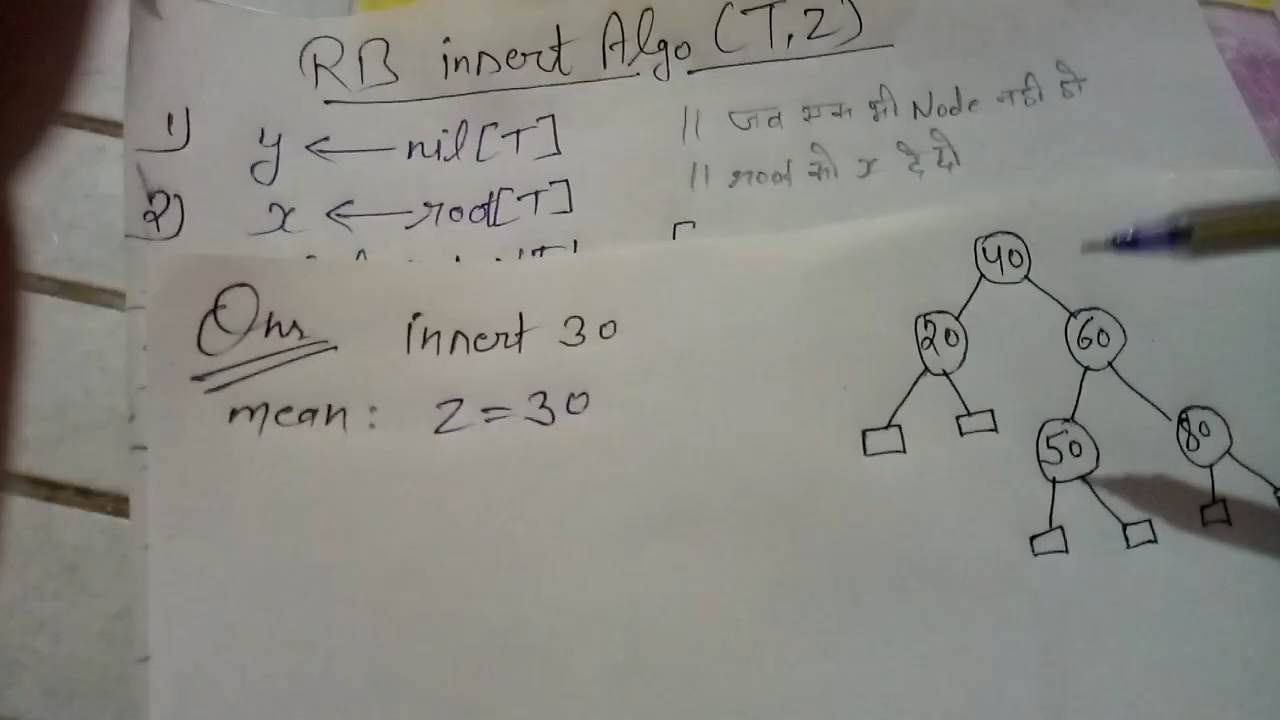 RB insert Algo (T,Z)
1) y ← nil[T] // जब एक भी Node नही हो
2) x ← root[T] // root को x दे दो
Ons insert 30
mean: Z=30
40
20 60
50 80